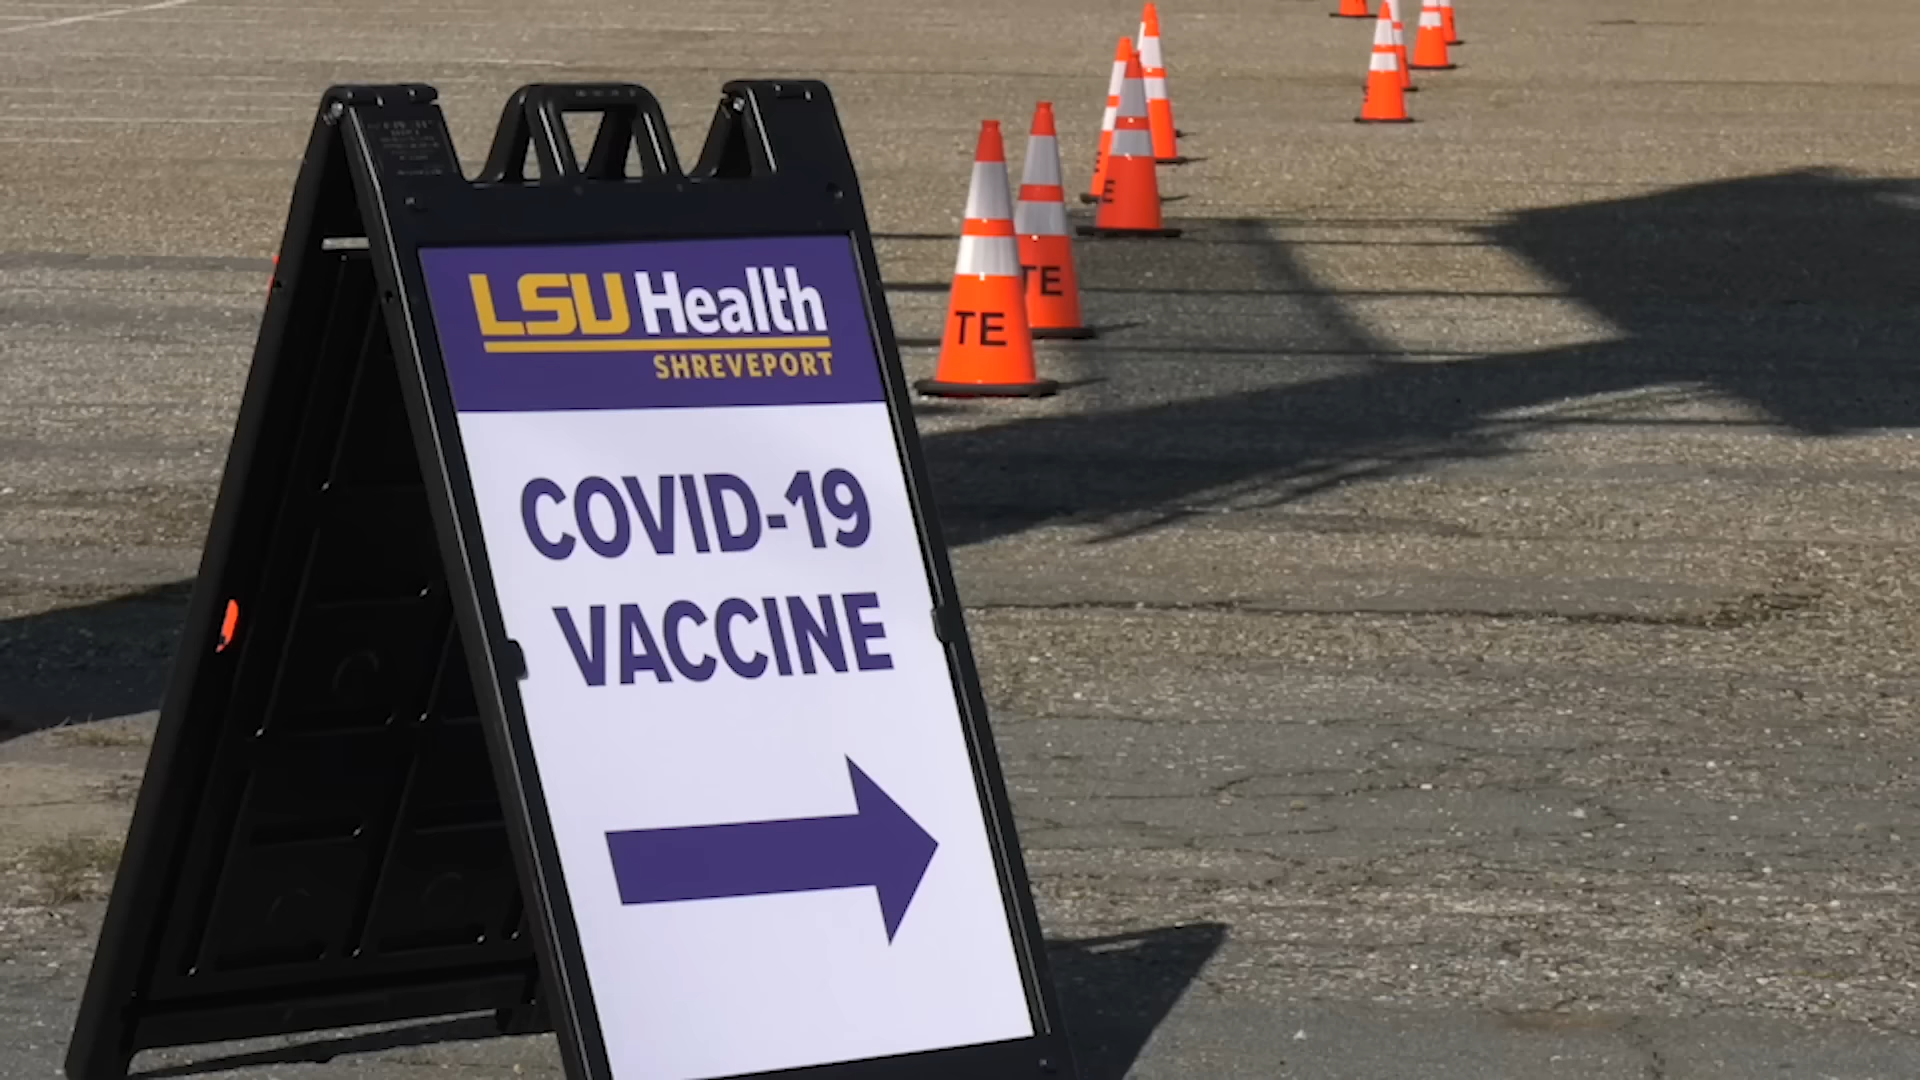 LSU Health
SHREVEPORT
COVID-19
VACCINE
TE
TE
E